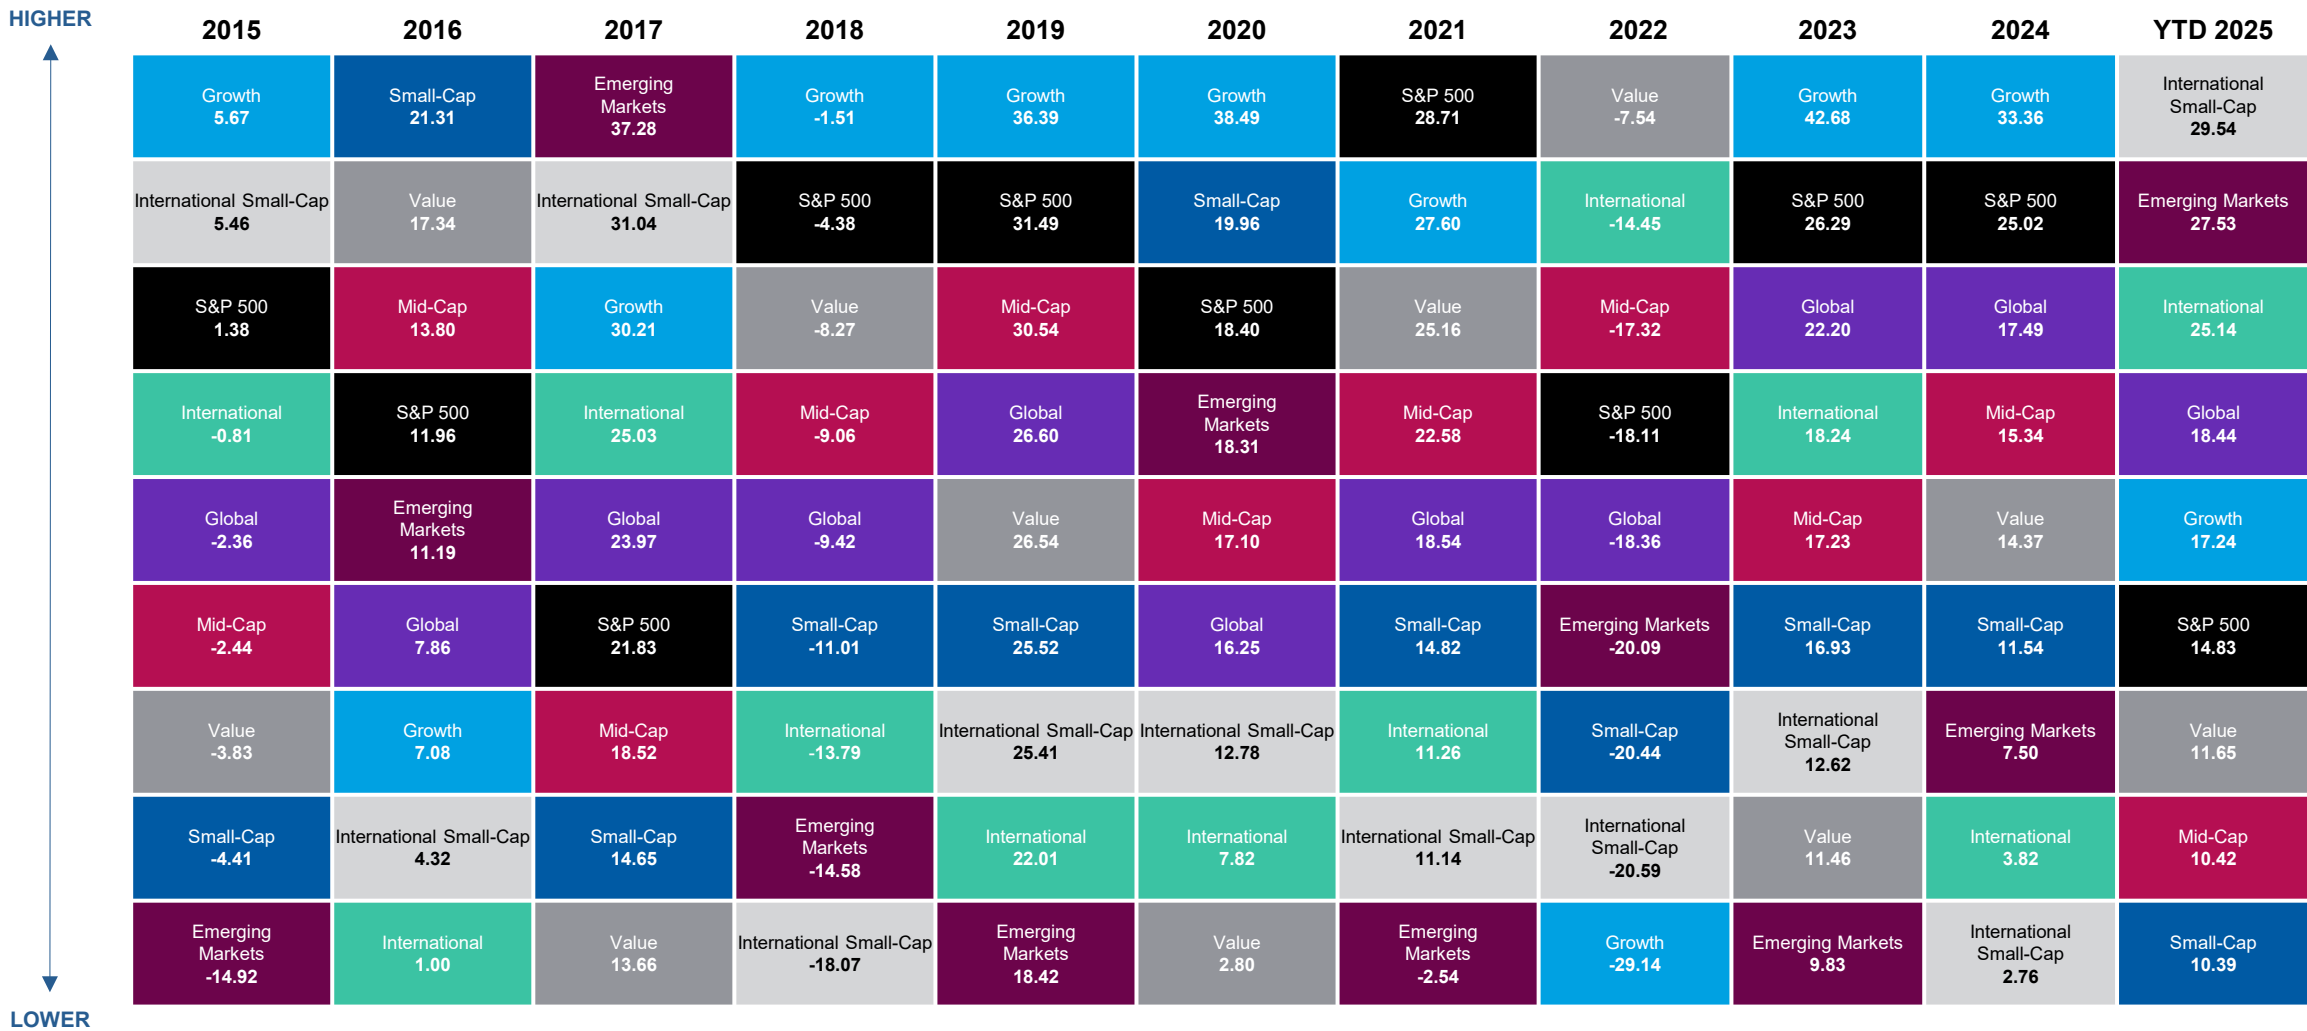 HIGHER
2015 2016 2017 2018 2019 2020 2021 2022 2023 2024 YTD 2025
Growth
5.67
Small-Cap
21.31
Emerging
Markets
37.28
Growth
-1.51
Growth
36.39
Growth
38.49
S&P 500
28.71
Value
-7.54
Growth
42.68
Growth
33.36
International
Small-Cap
29.54
International Small-Cap
5.46
Value
17.34
International Small-Cap
31.04
S&P 500
-4.38
S&P 500
31.49
Small-Cap
19.96
Growth
27.60
International
-14.45
S&P 500
26.29
S&P 500
25.02
Emerging Markets
27.53
S&P 500
1.38
Mid-Cap
13.80
Growth
30.21
Value
-8.27
Mid-Cap
30.54
S&P 500
18.40
Value
25.16
Mid-Cap
-17.32
Global
22.20
Global
17.49
International
25.14
International
-0.81
S&P 500
11.96
International
25.03
Mid-Cap
-9.06
Global
26.60
Emerging
Markets
18.31
Mid-Cap
22.58
S&P 500
-18.11
International
18.24
Mid-Cap
15.34
Global
18.44
Global
-2.36
Emerging
Markets
11.19
Global
23.97
Global
-9.42
Value
26.54
Mid-Cap
17.10
Global
18.54
Global
-18.36
Mid-Cap
17.23
Value
14.37
Growth
17.24
Mid-Cap
-2.44
Global
7.86
S&P 500
21.83
Small-Cap
-11.01
Small-Cap
25.52
Global
16.25
Small-Cap
14.82
Emerging Markets
-20.09
Small-Cap
16.93
Small-Cap
11.54
S&P 500
14.83
Value
-3.83
Growth
7.08
Mid-Cap
18.52
International
-13.79
International Small-Cap
25.41
International Small-Cap
12.78
International
11.26
Small-Cap
-20.44
International
Small-Cap
12.62
Emerging Markets
7.50
Value
11.65
Small-Cap
-4.41
International Small-Cap
4.32
Small-Cap
14.65
Emerging
Markets
-14.58
International
22.01
International
7.82
International Small-Cap
11.14
International
Small-Cap
-20.59
Value
11.46
International
3.82
Mid-Cap
10.42
Emerging
Markets
-14.92
International
1.00
Value
13.66
International Small-Cap
-18.07
Emerging
Markets
18.42
Value
2.80
Emerging
Markets
-2.54
Growth
-29.14
Emerging Markets
9.83
International
Small-Cap
2.76
Small-Cap
10.39
LOWER